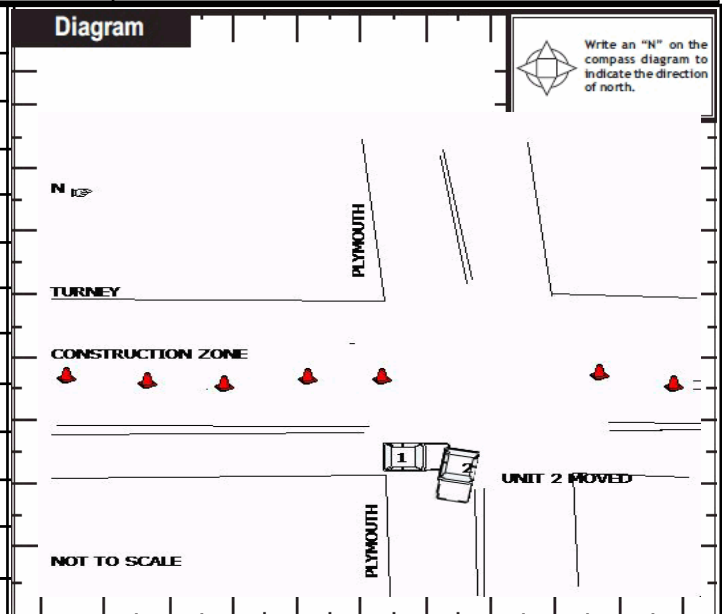 Diagram
Write an “N” on the
compass diagram to
indicate the direction
of north.
N
PLYMOUTH
TURNEY
CONSTRUCTION ZONE
1
2
UNIT 2 MOVED
PLYMOUTH
NOT TO SCALE